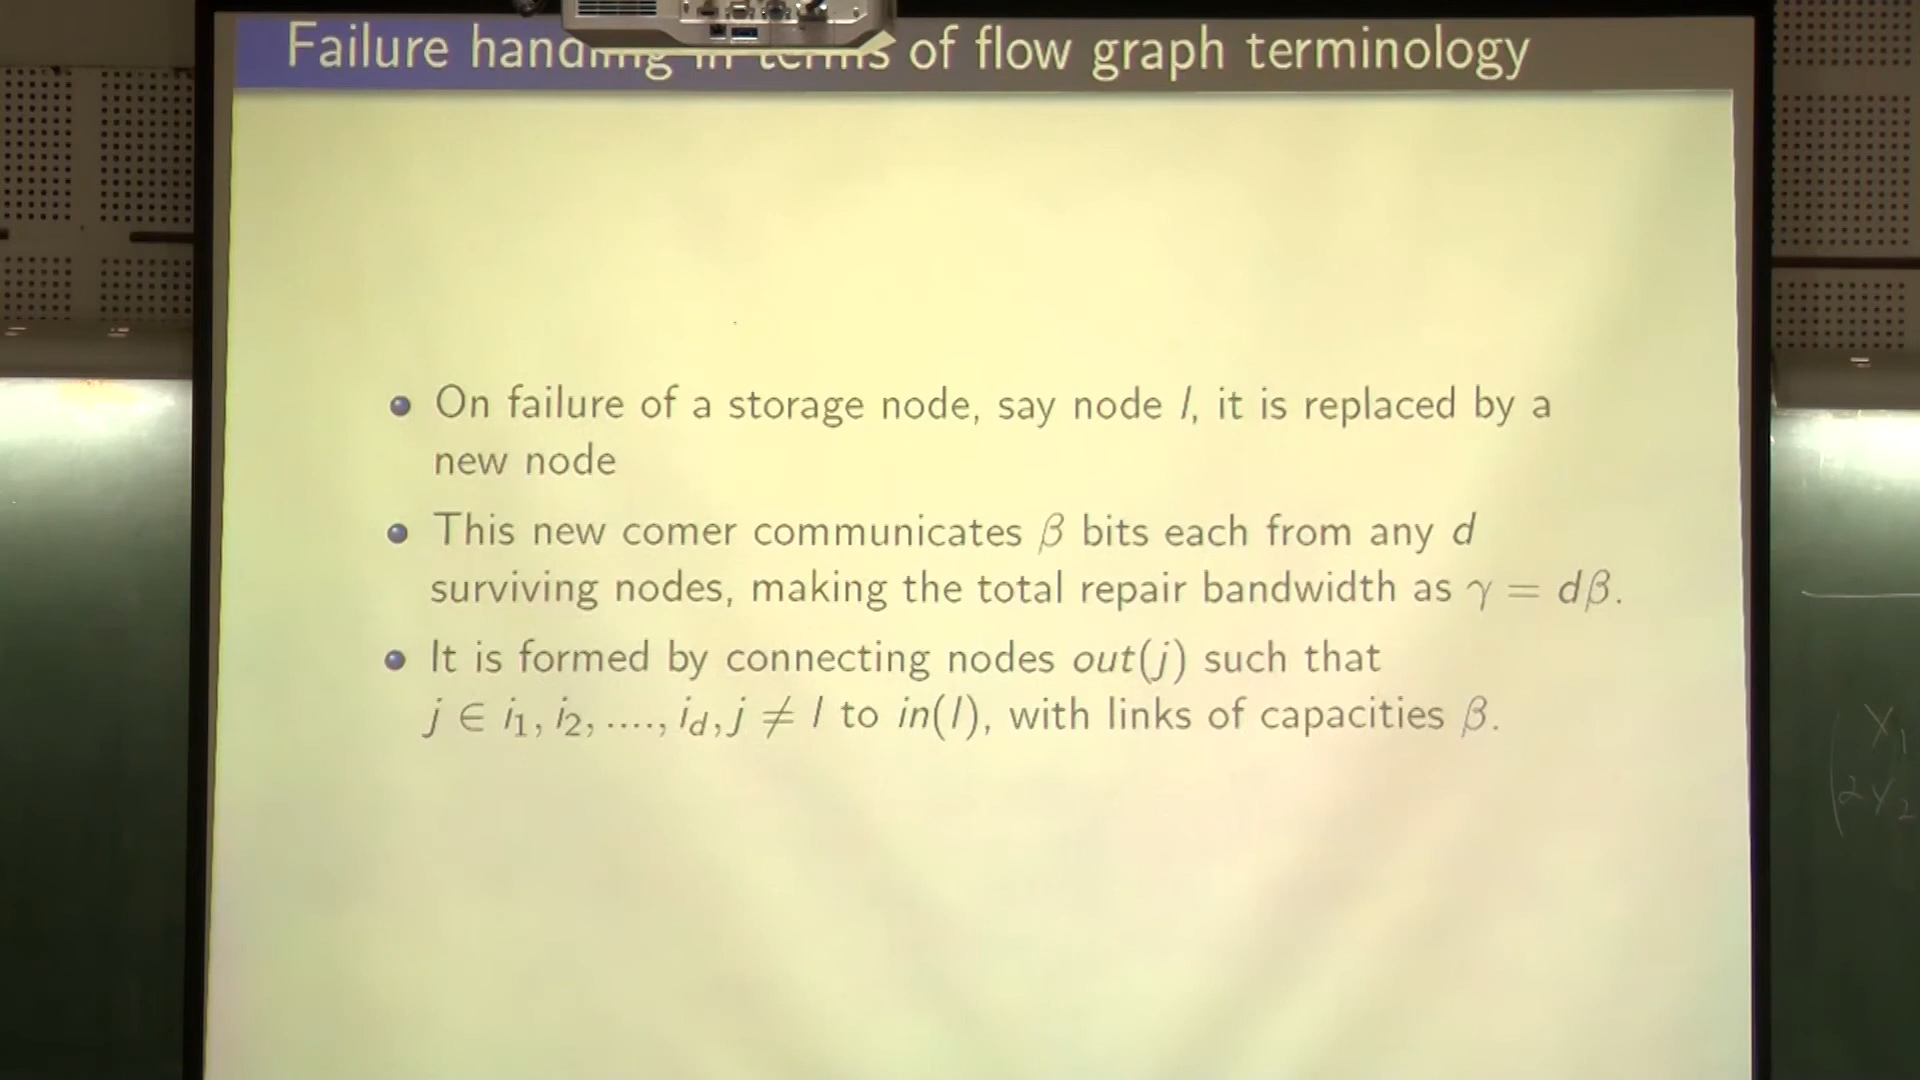 Failure handling in terms of flow graph terminology
On failure of a storage node, say node l, it is replaced by a
new node
This new comer communicates β bits each from any d
surviving nodes, making the total repair bandwidth as γ = dβ.
It is formed by connecting nodes out(j) such that
j ∈ i₁, i₂, ...., i_d, j ≠ l to in(l), with links of capacities β.
X₁
2Y₂